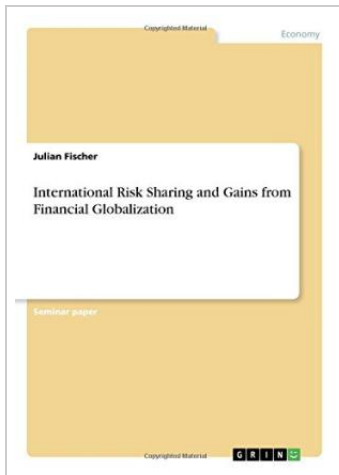 Copyrighted Material
Economy
Julian Fischer
International Risk Sharing and Gains from
Financial Globalization
Seminar paper
Copyrighted Material
GRIN